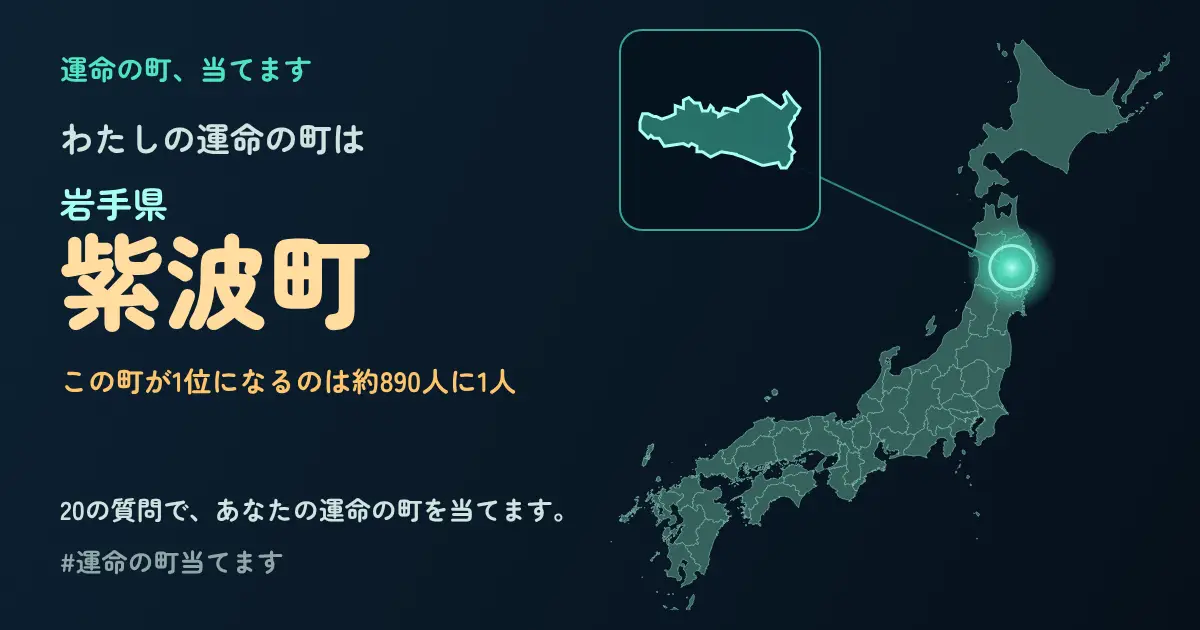 運命の町、当てます
わたしの運命の町は
岩手県
紫波町
この町が1位になるのは約890人に1人
20の質問で、あなたの運命の町を当てます。
#運命の町当てます